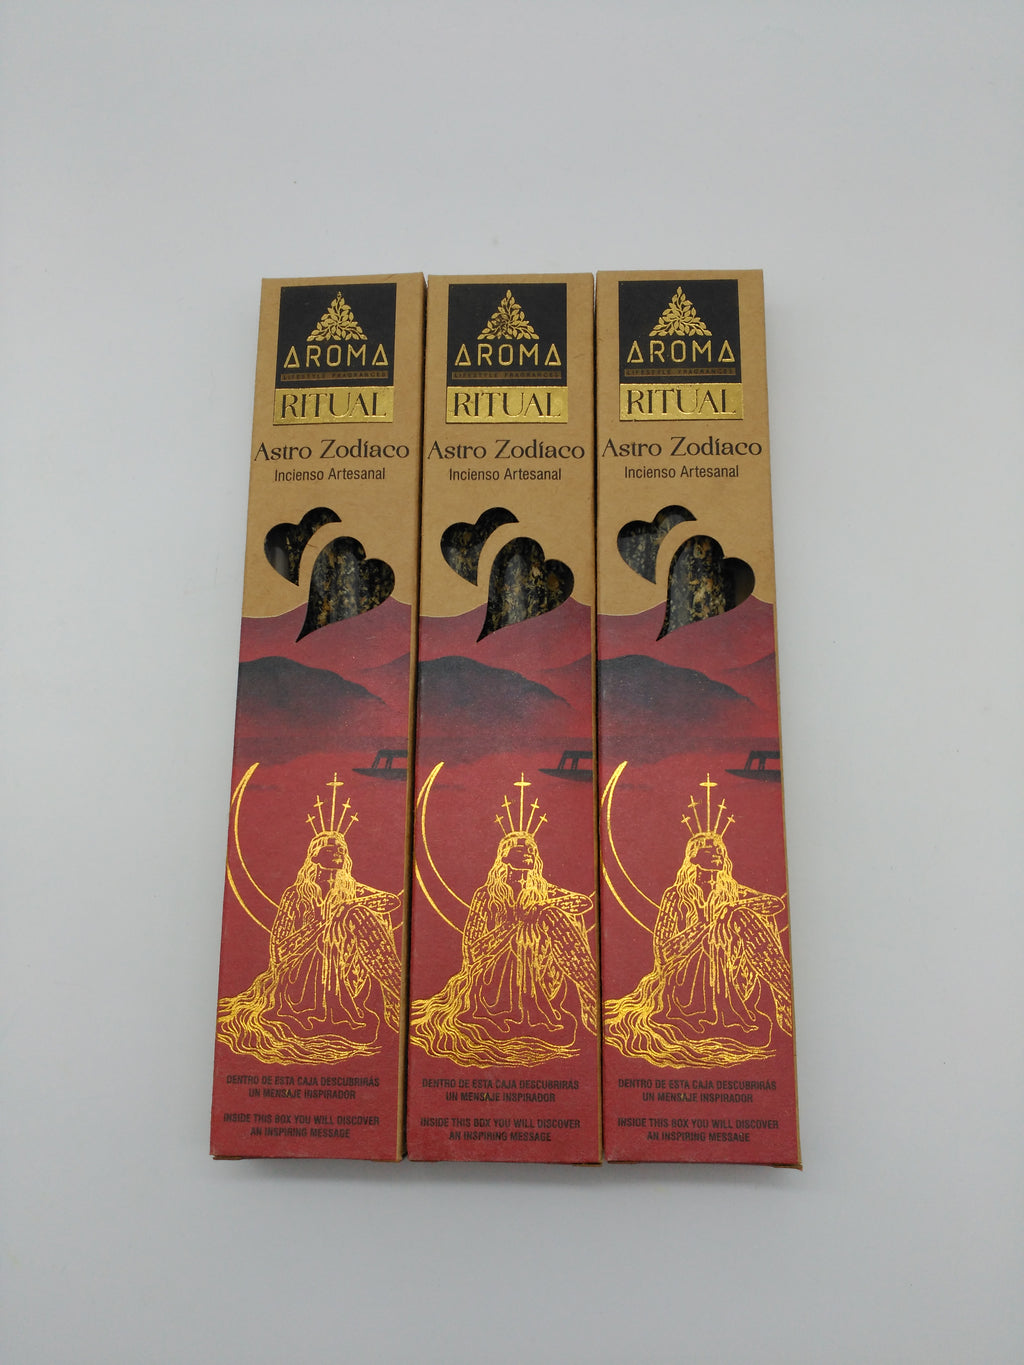 AROMA
LIFESTYLE FRAGRANCES
RITUAL
Astro Zodíaco
Incienso Artesanal
DENTRO DE ESTA CAJA DESCUBRIRÁS
UN MENSAJE INSPIRADOR
INSIDE THIS BOX YOU WILL DISCOVER
AN INSPIRING MESSAGE
AROMA
LIFESTYLE FRAGRANCES
RITUAL
Astro Zodíaco
Incienso Artesanal
DENTRO DE ESTA CAJA DESCUBRIRÁS
UN MENSAJE INSPIRADOR
INSIDE THIS BOX YOU WILL DISCOVER
AN INSPIRING MESSAGE
AROMA
LIFESTYLE FRAGRANCES
RITUAL
Astro Zodíaco
Incienso Artesanal
DENTRO DE ESTA CAJA DESCUBRIRÁS
UN MENSAJE INSPIRADOR
INSIDE THIS BOX YOU WILL DISCOVER
AN INSPIRING MESSAGE